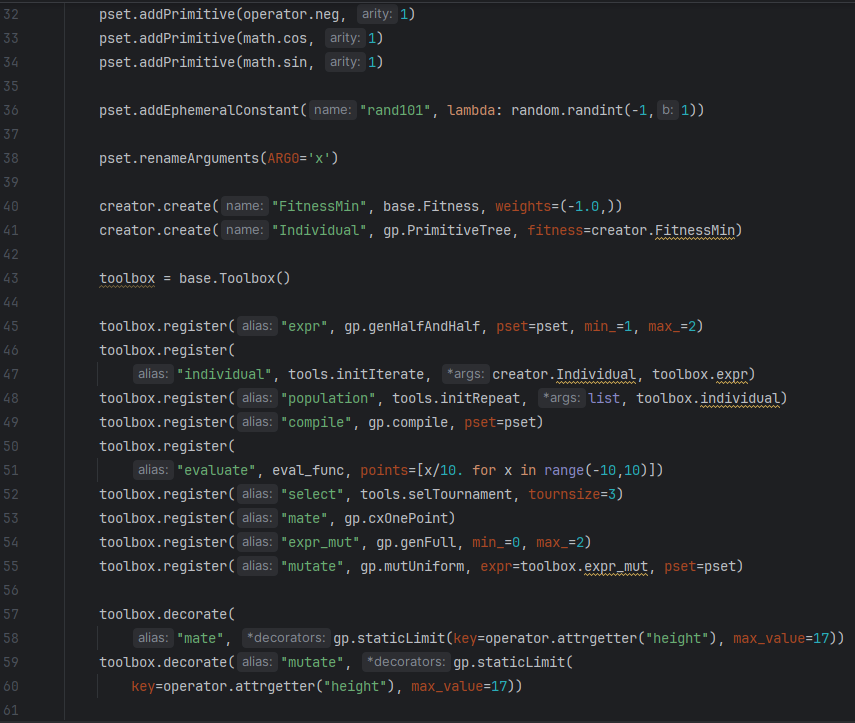 32 pset.addPrimitive(operator.neg, arity: 1)
33 pset.addPrimitive(math.cos, arity: 1)
34 pset.addPrimitive(math.sin, arity: 1)
35
36 pset.addEphemeralConstant( name: "rand101", lambda: random.randint(-1, b: 1))
37
38 pset.renameArguments(ARG0='x')
39
40 creator.create( name: "FitnessMin", base.Fitness, weights=(-1.0,))
41 creator.create( name: "Individual", gp.PrimitiveTree, fitness=creator.FitnessMin)
42
43 toolbox = base.Toolbox()
44
45 toolbox.register( alias: "expr", gp.genHalfAndHalf, pset=pset, min_=1, max_=2)
46 toolbox.register(
47 alias: "individual", tools.initIterate, *args: creator.Individual, toolbox.expr)
48 toolbox.register( alias: "population", tools.initRepeat, *args: list, toolbox.individual)
49 toolbox.register( alias: "compile", gp.compile, pset=pset)
50 toolbox.register(
51 alias: "evaluate", eval_func, points=[x/10. for x in range(-10,10)])
52 toolbox.register( alias: "select", tools.selTournament, tournsize=3)
53 toolbox.register( alias: "mate", gp.cxOnePoint)
54 toolbox.register( alias: "expr_mut", gp.genFull, min_=0, max_=2)
55 toolbox.register( alias: "mutate", gp.mutUniform, expr=toolbox.expr_mut, pset=pset)
56
57 toolbox.decorate(
58 alias: "mate", *decorators: gp.staticLimit(key=operator.attrgetter("height"), max_value=17))
59 toolbox.decorate( alias: "mutate", *decorators: gp.staticLimit(
60 key=operator.attrgetter("height"), max_value=17))
61